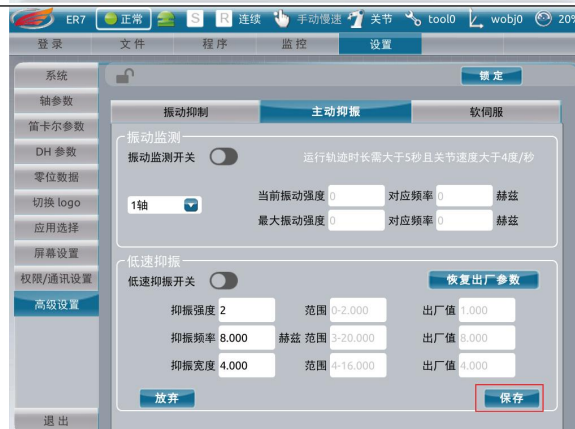 ER7 正常 S R 连续 手动慢速 关节 tool0 wobj0 20%
登录 文件 程序 监控 设置
系统
锁定
轴参数
振动抑制 主动抑振 软伺服
笛卡尔参数
振动监测
DH 参数
振动监测开关 运行轨迹时长需大于5秒且关节速度大于4度/秒
零位数据
切换 logo
1轴
当前振动强度 0 对应频率 0 赫兹
应用选择
最大振动强度 0 对应频率 0 赫兹
屏幕设置
低速抑振
权限/通讯设置
低速抑振开关 恢复出厂参数
高级设置
抑振强度 2 范围 0-2.000 出厂值 1.000
抑振频率 8.000 赫兹 范围 3-20.000 出厂值 8.000
抑振宽度 4.000 范围 4-16.000 出厂值 4.000
放弃 保存
退出